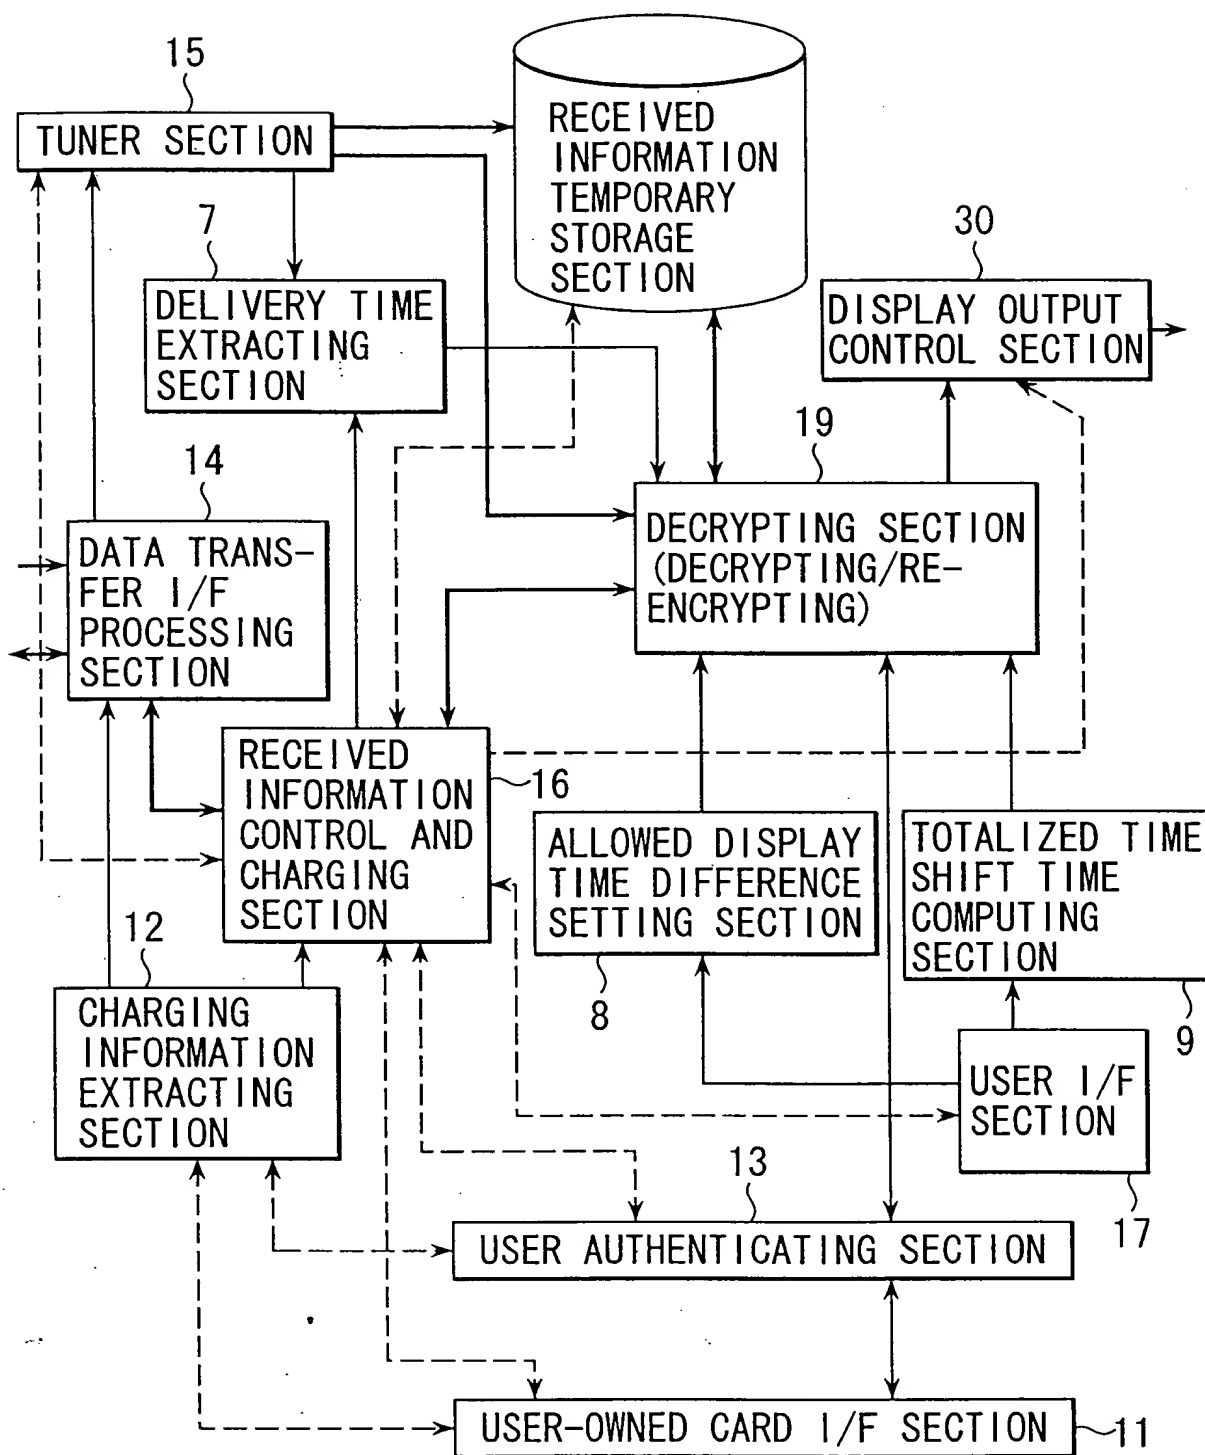 15
TUNER SECTION
RECEIVED
INFORMATION
TEMPORARY
STORAGE
SECTION
7
DELIVERY TIME
EXTRACTING
SECTION
30
DISPLAY OUTPUT
CONTROL SECTION
14
DATA TRANS-
FER I/F
PROCESSING
SECTION
19
DECRYPTING SECTION
(DECRYPTING/RE-
ENCRYPTING)
RECEIVED
INFORMATION
CONTROL AND
CHARGING
SECTION
16
ALLOWED DISPLAY
TIME DIFFERENCE
SETTING SECTION
8
TOTALIZED TIME
SHIFT TIME
COMPUTING
SECTION
9
12
CHARGING
INFORMATION
EXTRACTING
SECTION
USER I/F
SECTION
17
13
USER AUTHENTICATING SECTION
USER-OWNED CARD I/F SECTION
11